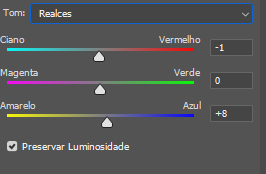 Tom: Realces
Ciano Vermelho -1
Magenta Verde 0
Amarelo Azul +8
Preservar Luminosidade